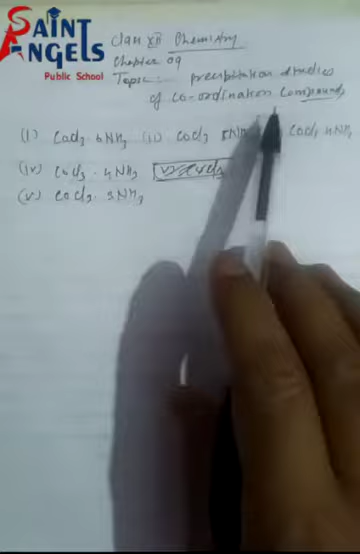 SAINT
ANGELS
Public School
Class XII Chemistry
Chapter 09
Topic: Precipitation studies
of Co-ordination Compounds
(i) CoCl3. 6NH3 (ii) CoCl3 5NH3 CoCl3 4NH3
(iv) CoCl3. 4NH3
(v) CoCl3. 3NH3